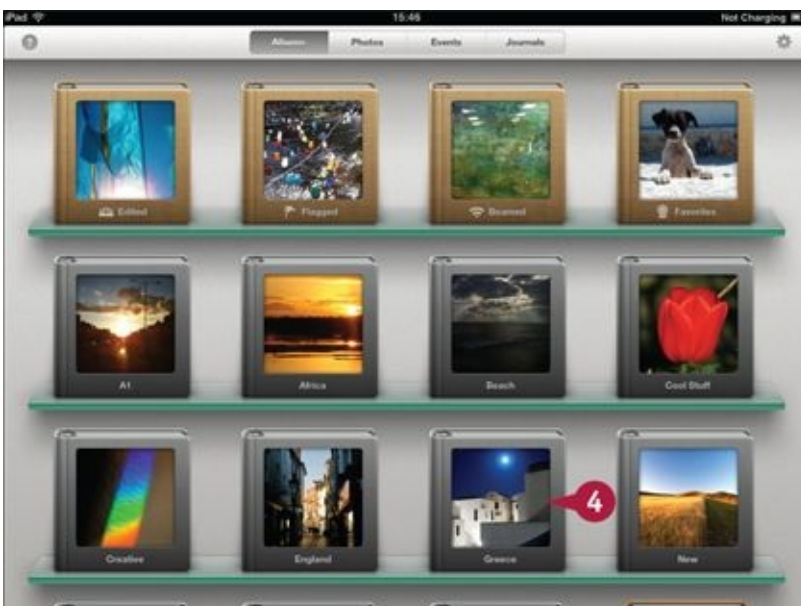 iPad 15:46 Not Charging
Albums Photos Events Journals
Edited Flagged Beamed Favorites
A1 Africa Beach Cool Stuff
Creative England Greece New
4